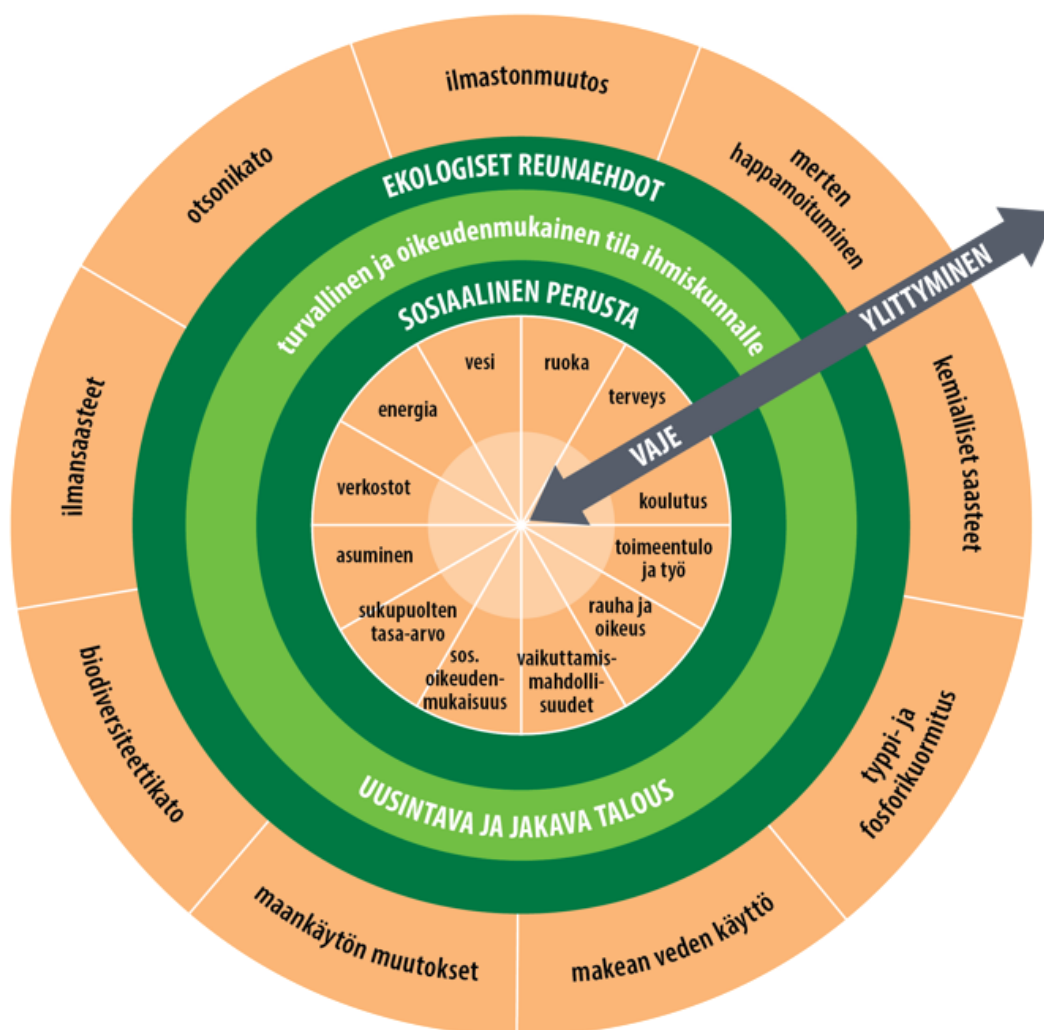 ilmastonmuutos
merten
happamoituminen
kemialliset saasteet
typpi- ja
fosforikuormitus
makean veden käyttö
maankäytön muutokset
biodiversiteettikato
ilmansaasteet
otsonikato
EKOLOGISET REUNAEHDOT
turvallinen ja oikeudenmukainen tila ihmiskunnalle
SOSIAALINEN PERUSTA
YLITTYMINEN
VAJE
vesi
ruoka
terveys
koulutus
toimeentulo
ja työ
rauha ja
oikeus
vaikuttamis-
mahdolli-
suudet
sos.
oikeuden-
mukaisuus
sukupuolten
tasa-arvo
asuminen
verkostot
energia
UUSINTAVA JA JAKAVA TALOUS